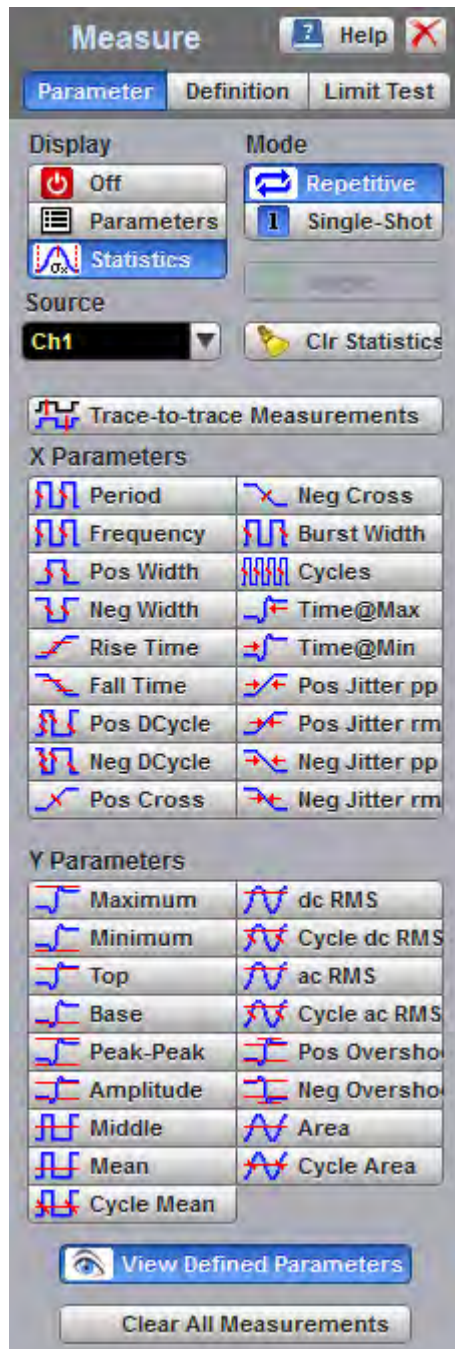 Measure
? Help
Parameter Definition Limit Test
Display Mode
Off Repetitive
Parameters 1 Single-Shot
σx Statistics
Source
Ch1 Clr Statistics
Trace-to-trace Measurements
X Parameters
Period Neg Cross
Frequency Burst Width
Pos Width Cycles
Neg Width Time@Max
Rise Time Time@Min
Fall Time Pos Jitter pp
Pos DCycle Pos Jitter rm
Neg DCycle Neg Jitter pp
Pos Cross Neg Jitter rm
Y Parameters
Maximum dc RMS
Minimum Cycle dc RMS
Top ac RMS
Base Cycle ac RMS
Peak-Peak Pos Oversho
Amplitude Neg Oversho
Middle Area
Mean Cycle Area
Cycle Mean
View Defined Parameters
Clear All Measurements